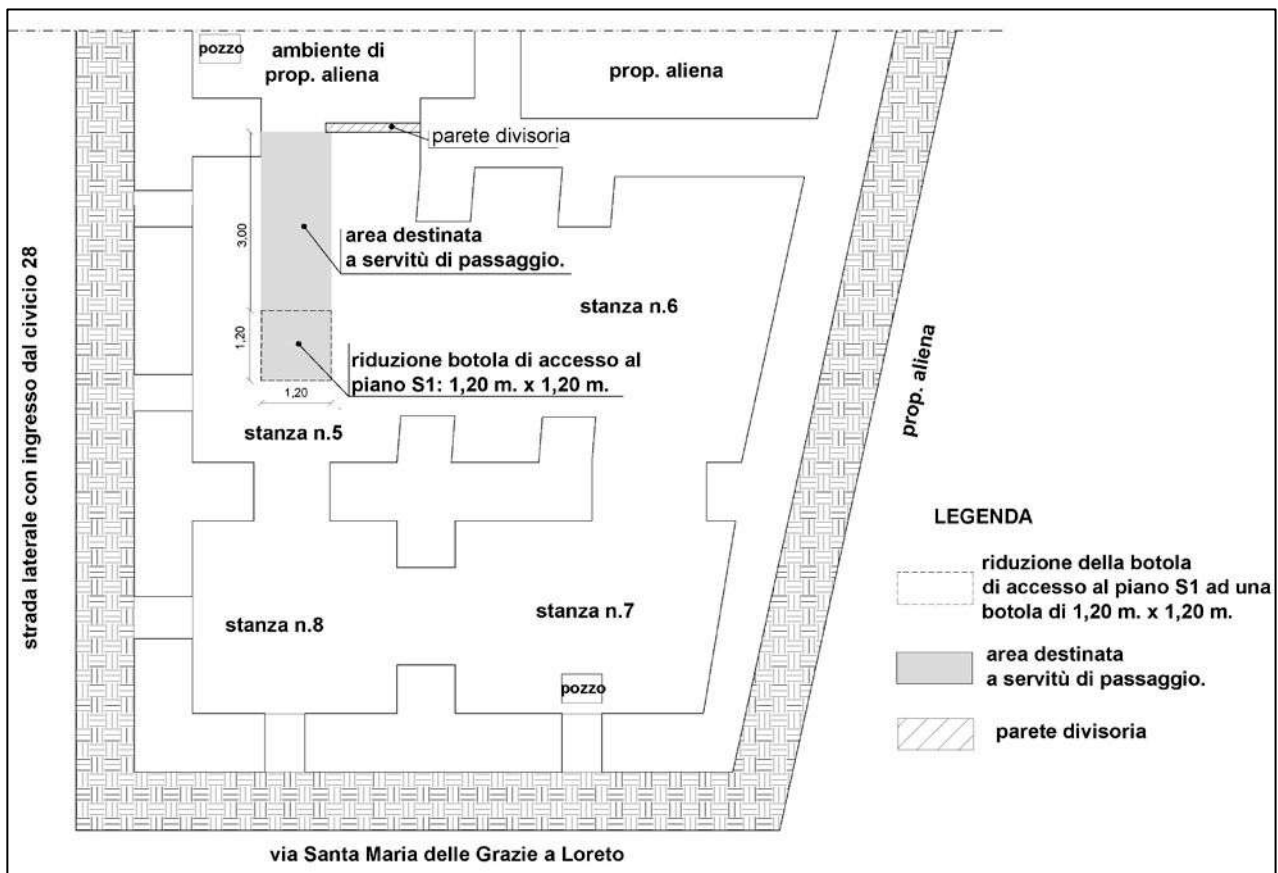 pozzo
ambiente di
prop. aliena
prop. aliena
parete divisoria
3,00
area destinata
a servitù di passaggio.
stanza n.6
1,20
riduzione botola di accesso al
piano S1: 1,20 m. x 1,20 m.
1,20
stanza n.5
strada laterale con ingresso dal civicio 28
prop. aliena
stanza n.8
stanza n.7
pozzo
LEGENDA
riduzione della botola
di accesso al piano S1 ad una
botola di 1,20 m. x 1,20 m.
area destinata
a servitù di passaggio.
parete divisoria
via Santa Maria delle Grazie a Loreto